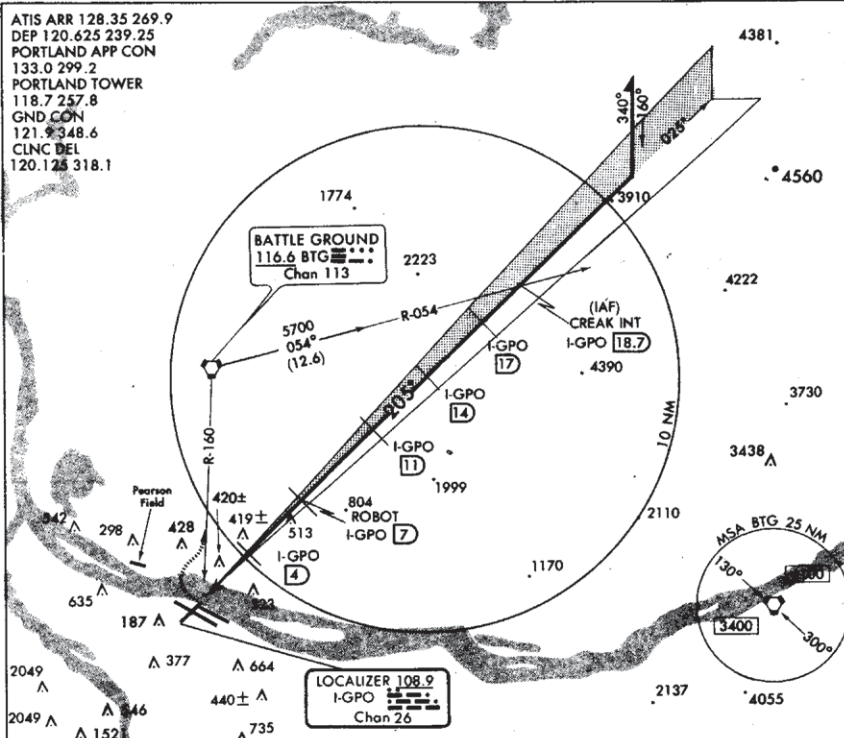 ATIS ARR 128.35 269.9
DEP 120.625 239.25
PORTLAND APP CON
133.0 299.2
PORTLAND TOWER
118.7 257.8
GND CON
121.9 348.6
CLNC DEL
120.125 318.1
4381
340°
160°
025°
4560
3910
1774
BATTLE GROUND
116.6 BTG
Chan 113
2223
4222
(IAF)
CREAK INT
I-GPO 18.7
R-054
5700
054°
(12.6)
I-GPO
17
4390
I-GPO
14
3730
205°
10 NM
I-GPO
11
3438
R-160
1999
Pearson
Field
420±
804
ROBOT
I-GPO 7
2110
542
298
428
419±
513
MSA BTG 25 NM
I-GPO
4
130°
1170
635
187
3400
300°
377
664
LOCALIZER 108.9
I-GPO
Chan 26
2049
440±
2137
4055
2049
735